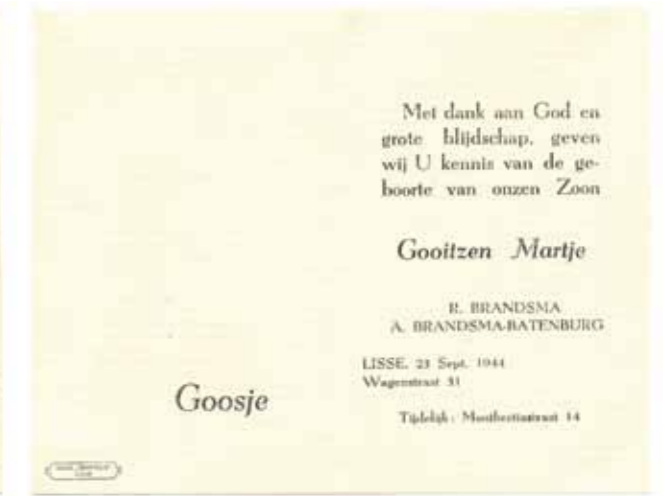 Met dank aan God en
grote blijdschap, geven
wij U kennis van de ge-
boorte van onzen Zoon
Gooitzen Martje
R. BRANDSMA
A. BRANDSMA-BATENBURG
LISSE, 23 Sept. 1944
Wagenstraat 31
Tijdelijk: 14
Goosje